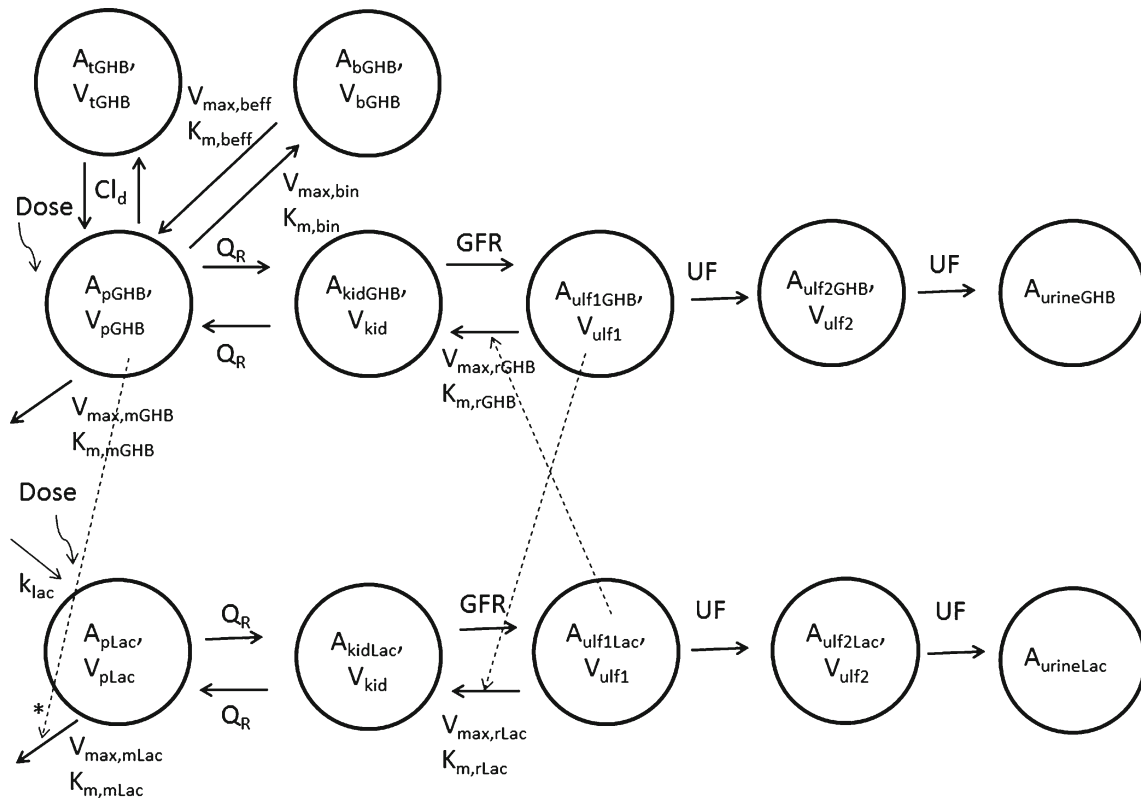 A_tGHB,
V_tGHB
A_bGHB,
V_bGHB
V_max,beff
K_m,beff
Cl_d
V_max,bin
K_m,bin
Dose
A_pGHB,
V_pGHB
Q_R
Q_R
A_kidGHB,
V_kid
GFR
V_max,rGHB
K_m,rGHB
A_ulf1GHB,
V_ulf1
UF
A_ulf2GHB,
V_ulf2
UF
A_urineGHB
V_max,mGHB
K_m,mGHB
Dose
k_lac
A_pLac,
V_pLac
*
V_max,mLac
K_m,mLac
Q_R
Q_R
A_kidLac,
V_kid
GFR
V_max,rLac
K_m,rLac
A_ulf1Lac,
V_ulf1
UF
A_ulf2Lac,
V_ulf2
UF
A_urineLac